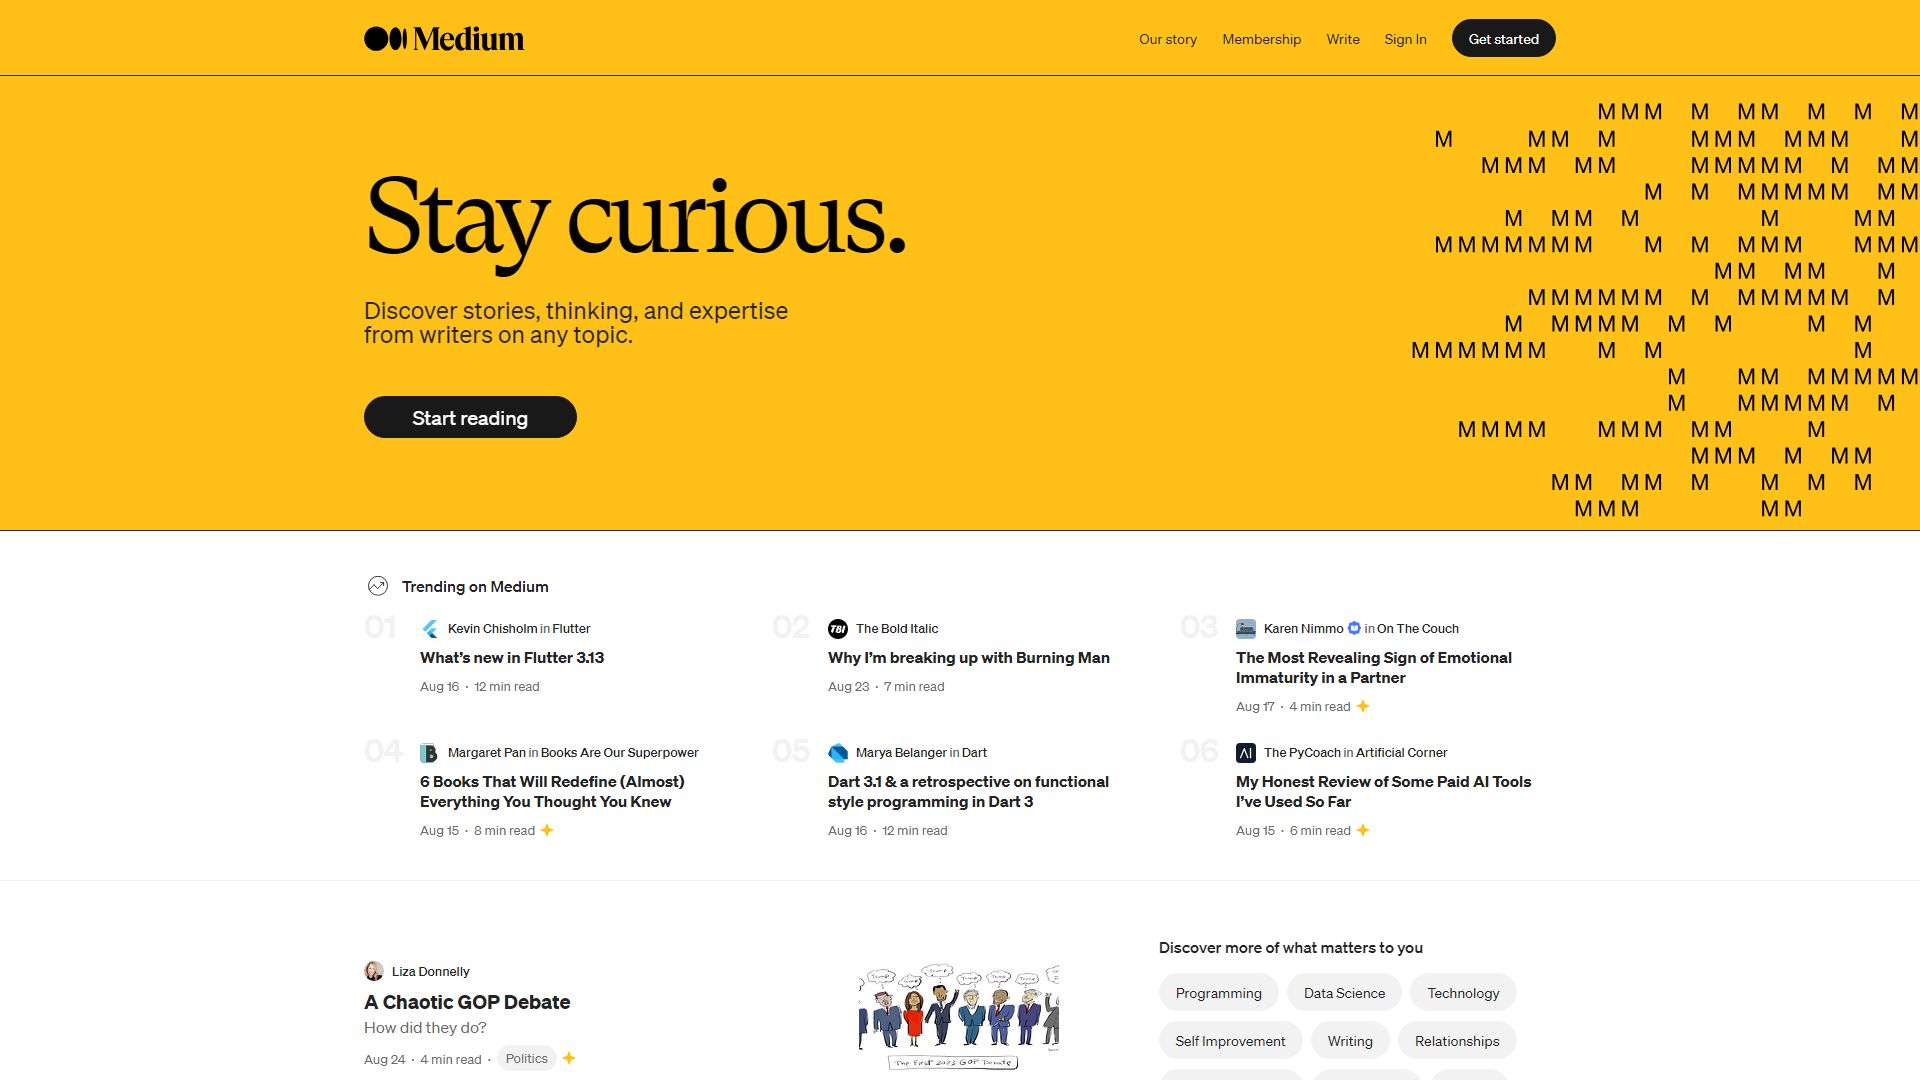 Medium
Our story Membership Write Sign In Get started
M M M M M M M M M
M M M M M M M M M M M
M M M M M M M M M M M M M
M M M M M M M M M
M M M M M M M
M M M M M M M M M M M M M M M
M M M M M
M M M M M M M M M M M M M
M M M M M M M M M
M M M M M M M M M
M M M M M M M M
M M M M M M M
M M M M M M M M M M
M M M M M M
M M M M M M M M
M M M M M
Stay curious.
Discover stories, thinking, and expertise
from writers on any topic.
Start reading
Trending on Medium
01
Kevin Chisholm in Flutter
What’s new in Flutter 3.13
Aug 16 · 12 min read
02
TBI
The Bold Italic
Why I’m breaking up with Burning Man
Aug 23 · 7 min read
03
Karen Nimmo in On The Couch
The Most Revealing Sign of Emotional
Immaturity in a Partner
Aug 17 · 4 min read
04
B
Margaret Pan in Books Are Our Superpower
6 Books That Will Redefine (Almost)
Everything You Thought You Knew
Aug 15 · 8 min read
05
Marya Belanger in Dart
Dart 3.1 & a retrospective on functional
style programming in Dart 3
Aug 16 · 12 min read
06
AI
The PyCoach in Artificial Corner
My Honest Review of Some Paid AI Tools
I’ve Used So Far
Aug 15 · 6 min read
Liza Donnelly
A Chaotic GOP Debate
How did they do?
Aug 24 · 4 min read · Politics
The First 2023 GOP Debate
Discover more of what matters to you
Programming Data Science Technology
Self Improvement Writing Relationships